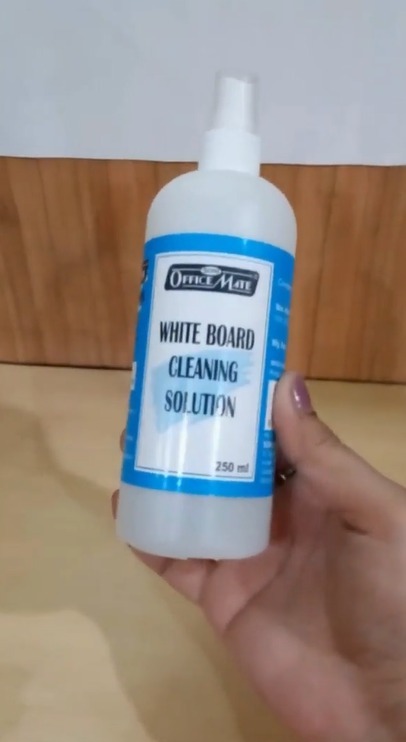 OFFICE MATE
WHITE BOARD
CLEANING
SOLUTION
250 ml